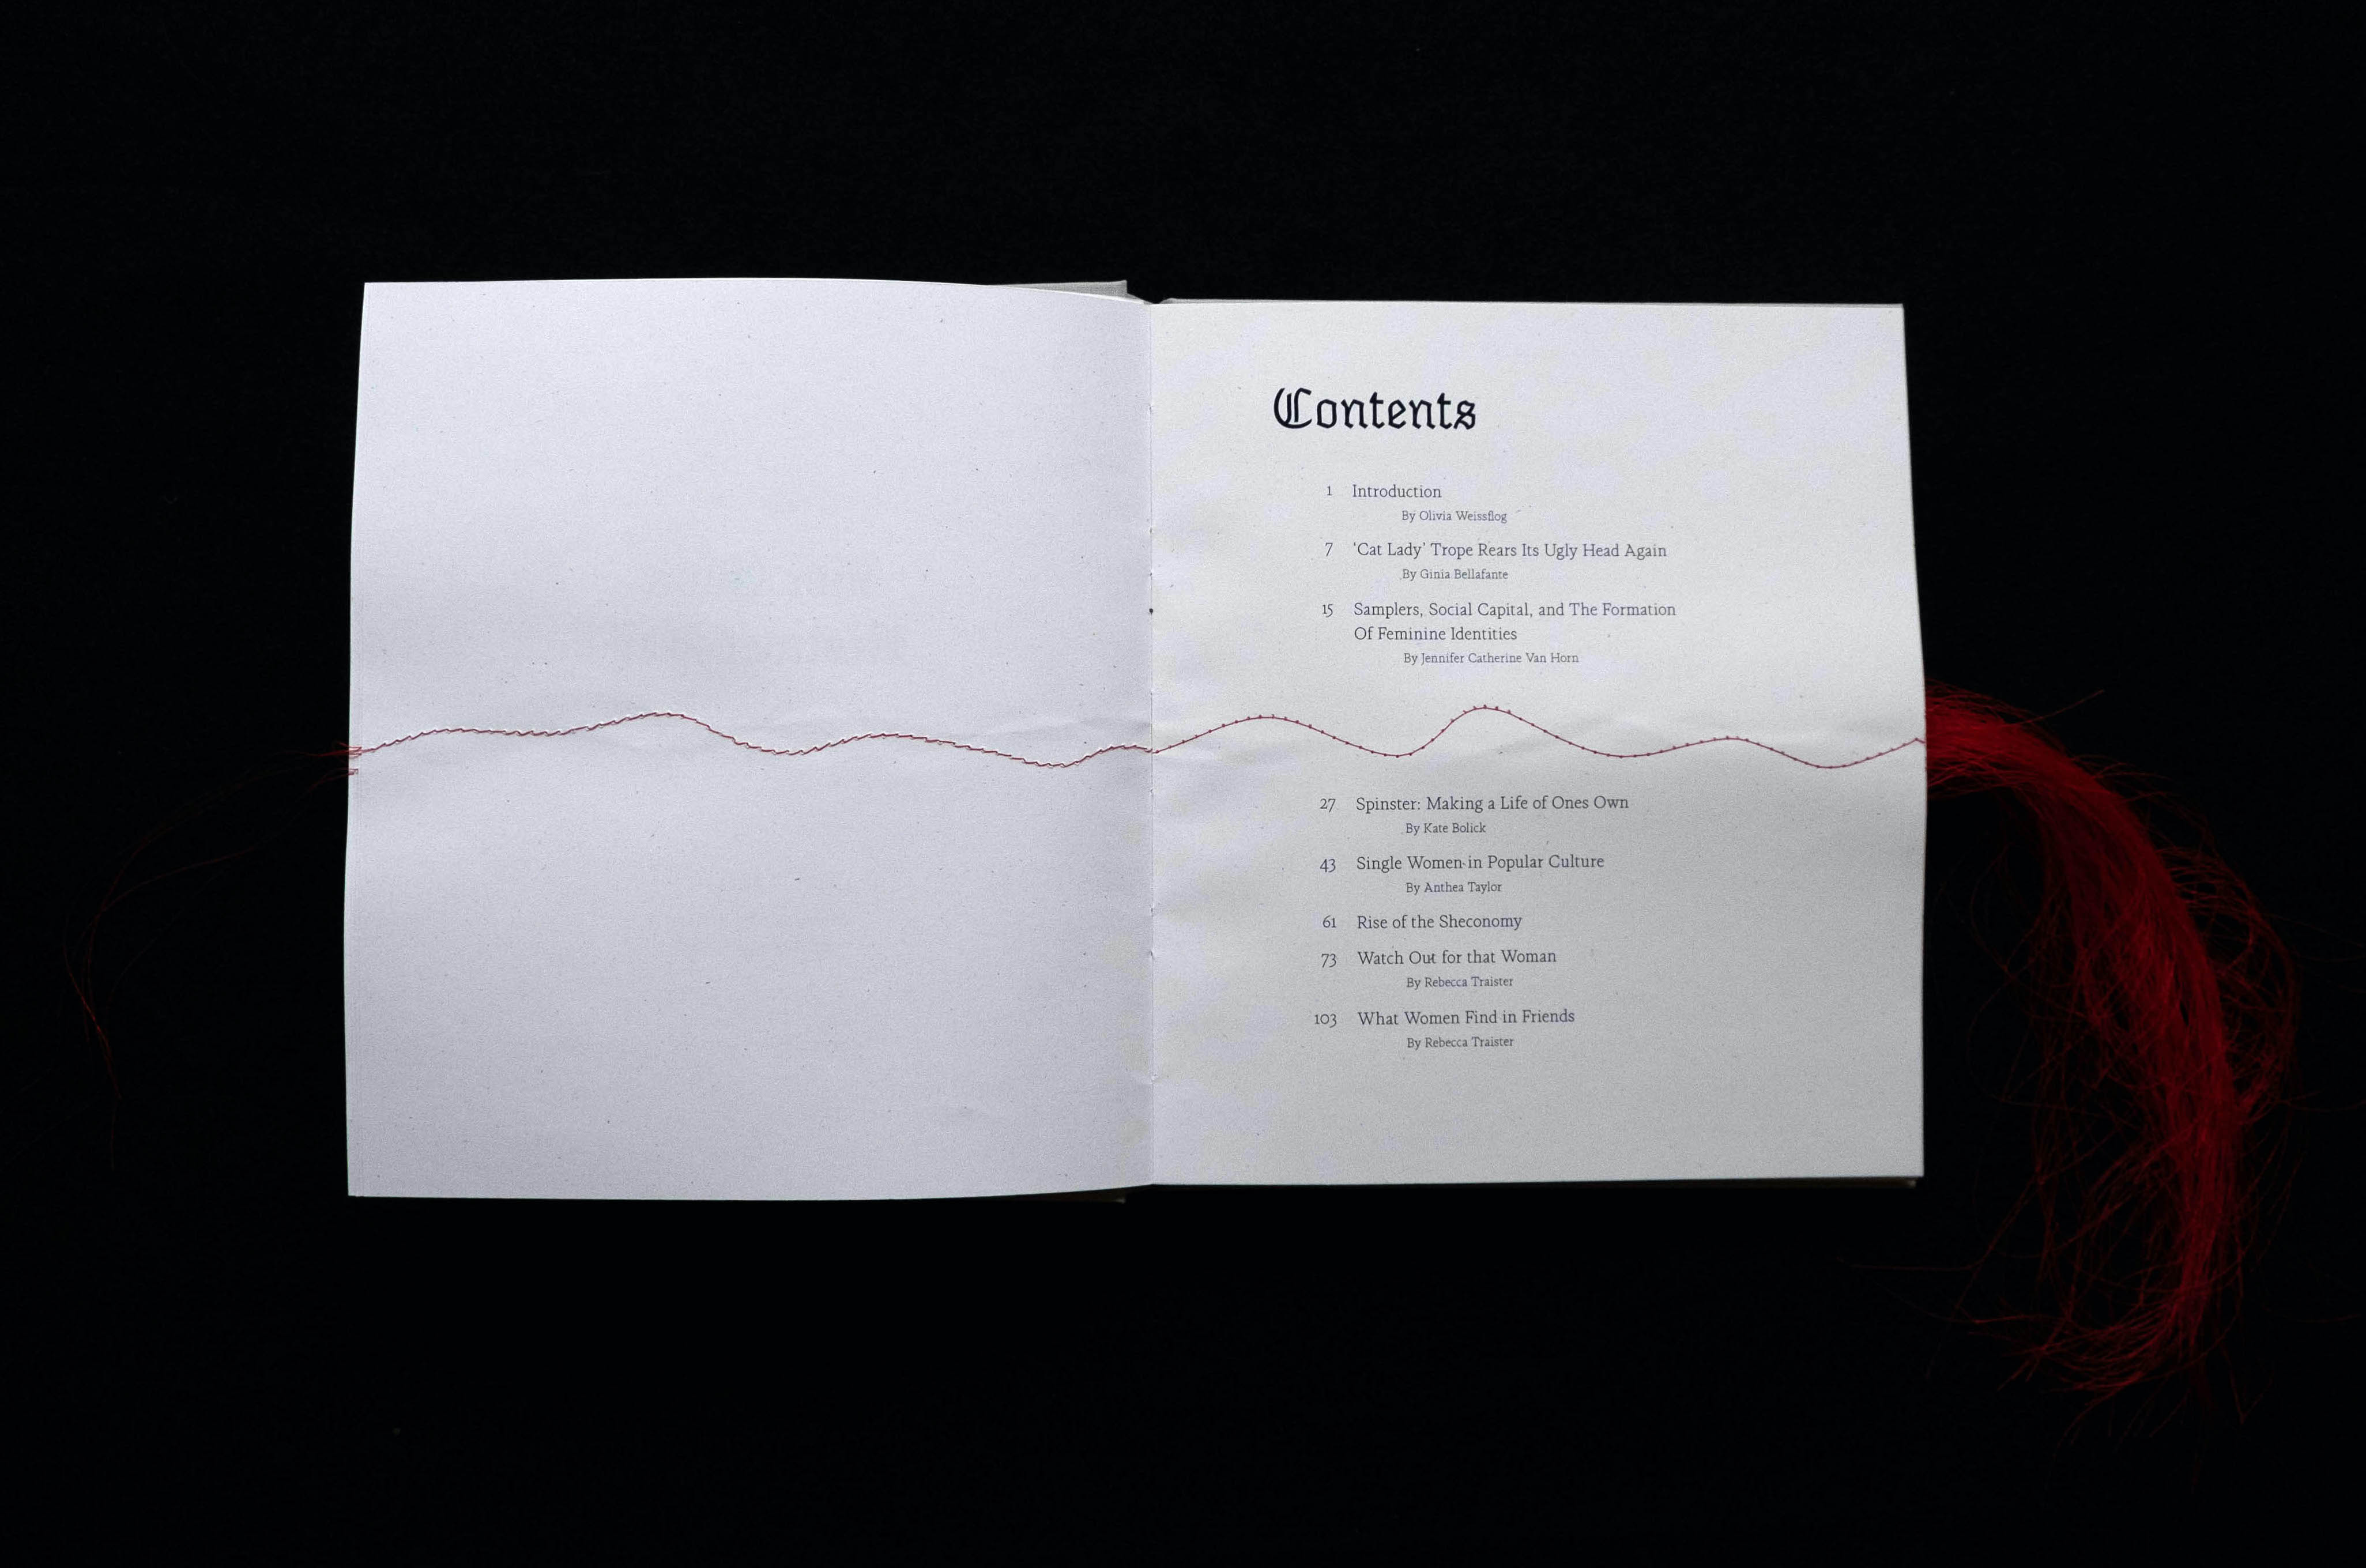 Contents
1 Introduction
By Olivia Weissflog
7 ‘Cat Lady’ Trope Rears Its Ugly Head Again
By Ginia Bellafante
15 Samplers, Social Capital, and The Formation
Of Feminine Identities
By Jennifer Catherine Van Horn
27 Spinster: Making a Life of Ones Own
By Kate Bolick
43 Single Women in Popular Culture
By Anthea Taylor
61 Rise of the Sheconomy
73 Watch Out for that Woman
By Rebecca Traister
103 What Women Find in Friends
By Rebecca Traister